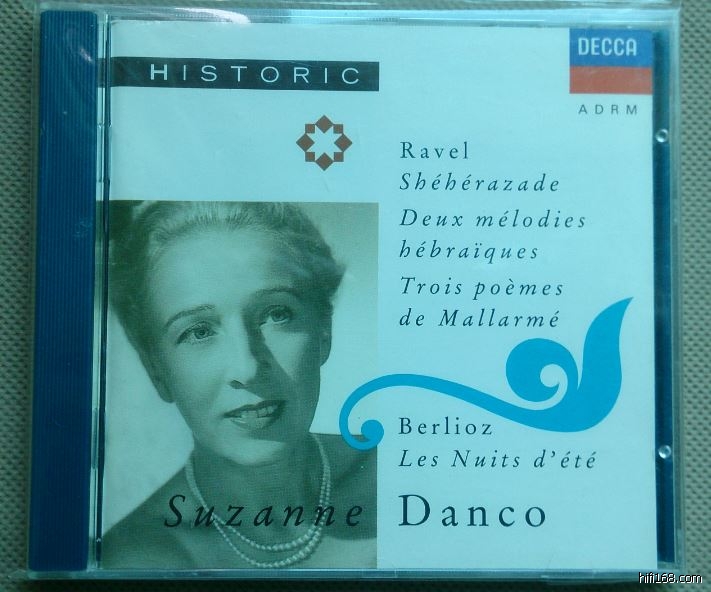 HISTORIC
DECCA
ADRM
Ravel
Shéhérazade
Deux mélodies
hébraïques
Trois poèmes
de Mallarmé
Berlioz
Les Nuits d'été
Suzanne Danco
hifi168.com